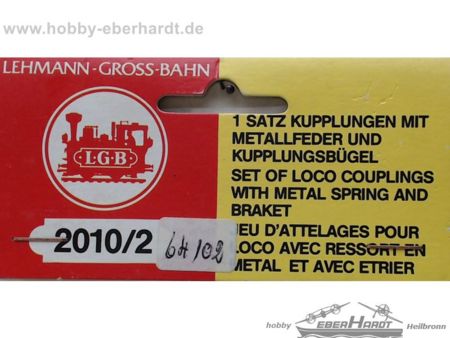 www.hobby-eberhardt.de
LEHMANN-GROSS-BAHN
L·G·B
2010/2
64102
1 SATZ KUPPLUNGEN MIT
METALLFEDER UND
KUPPLUNGSBÜGEL
SET OF LOCO COUPLINGS
WITH METAL SPRING AND
BRAKET
JEU D'ATTELAGES POUR
LOCO AVEC RESSORT EN
METAL ET AVEC ETRIER
hobby EBERHARDT Heilbronn